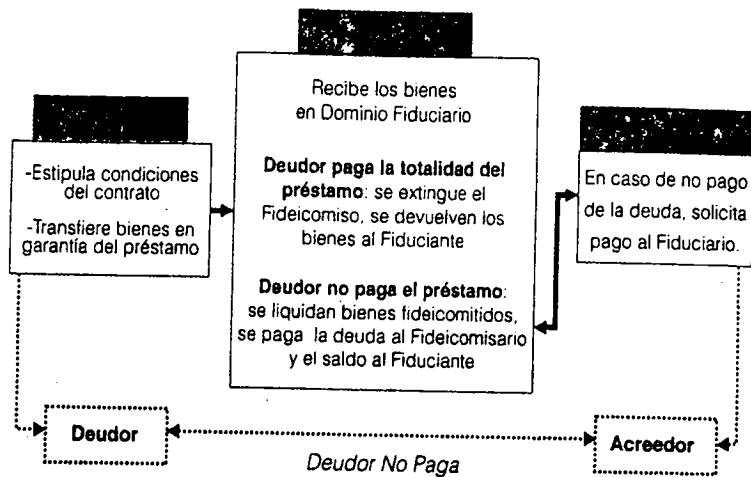 -Estipula condiciones
del contrato
-Transfiere bienes en
garantía del préstamo
Recibe los bienes
en Dominio Fiduciario
Deudor paga la totalidad del
préstamo: se extingue el
Fideicomiso, se devuelven los
bienes al Fiduciante
Deudor no paga el préstamo:
se liquidan bienes fideicomitidos,
se paga la deuda al Fideicomisario
y el saldo al Fiduciante
En caso de no pago
de la deuda, solicita
pago al Fiduciario.
Deudor
Acreedor
Deudor No Paga